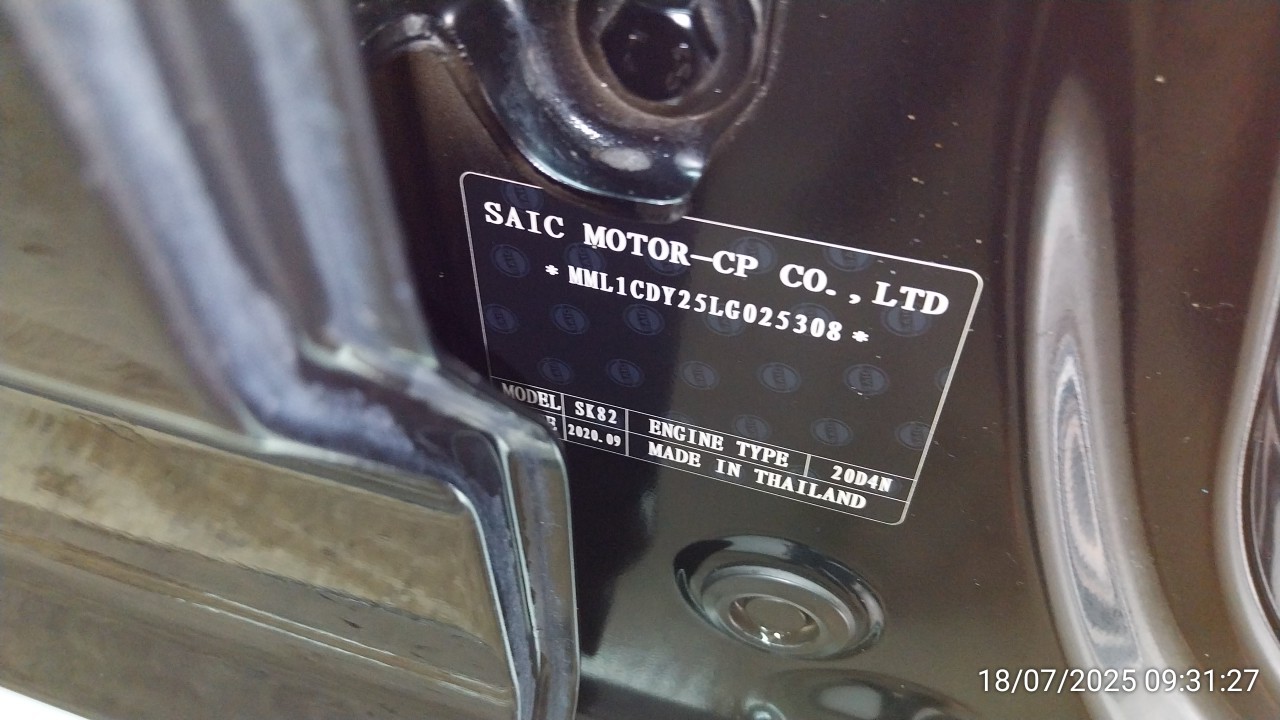 SAIC MOTOR-CP CO.,LTD
* MML1CDY25LG025308 *
MODEL SK82 ENGINE TYPE 20D4N
2020.09 MADE IN THAILAND
18/07/2025 09:31:27